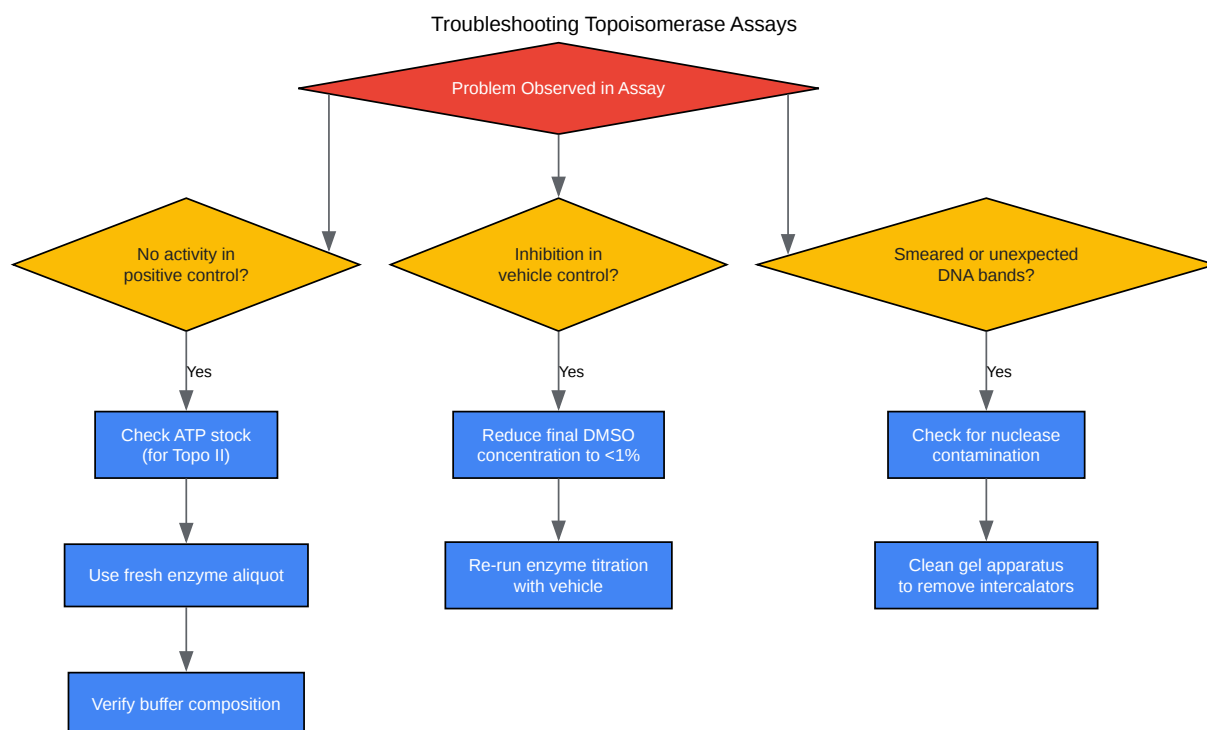 Troubleshooting Topoisomerase Assays
Problem Observed in Assay
No activity in
positive control?
Inhibition in
vehicle control?
Smeared or unexpected
DNA bands?
Yes
Yes
Yes
Check ATP stock
(for Topo II)
Reduce final DMSO
concentration to <1%
Check for nuclease
contamination
Use fresh enzyme aliquot
Re-run enzyme titration
with vehicle
Clean gel apparatus
to remove intercalators
Verify buffer composition